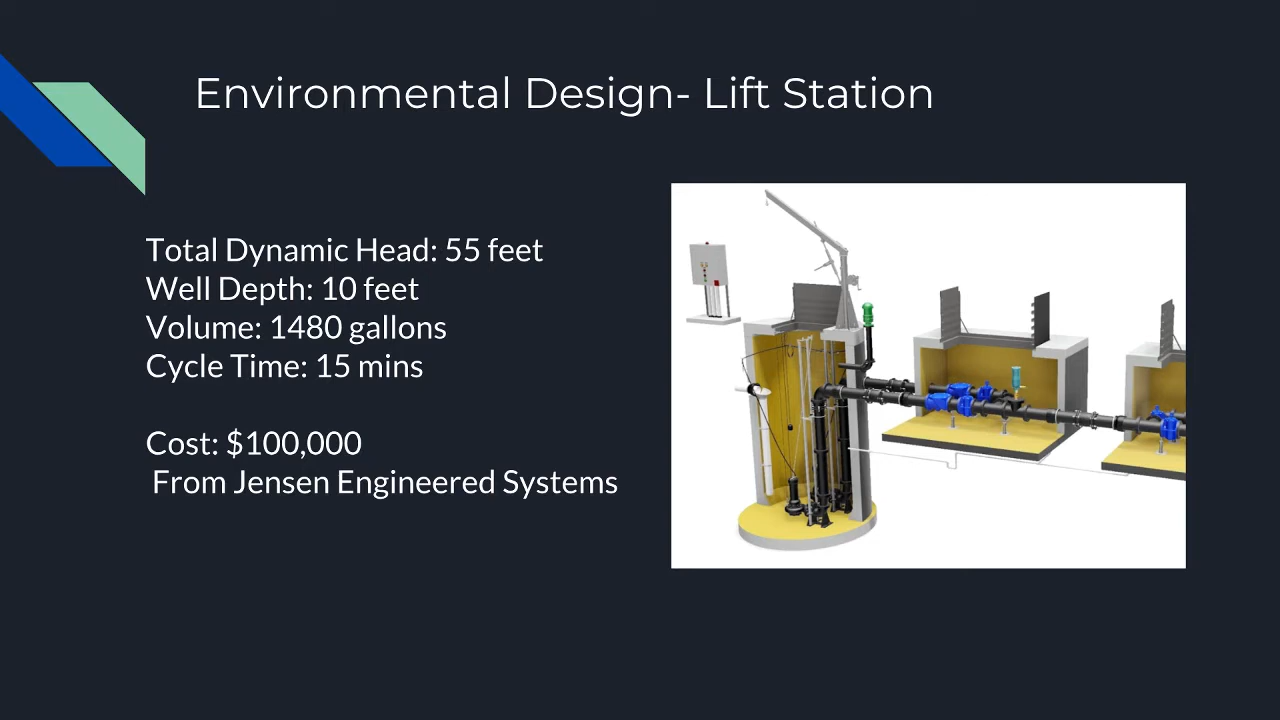 Environmental Design- Lift Station
Total Dynamic Head: 55 feet
Well Depth: 10 feet
Volume: 1480 gallons
Cycle Time: 15 mins
Cost: $100,000
From Jensen Engineered Systems